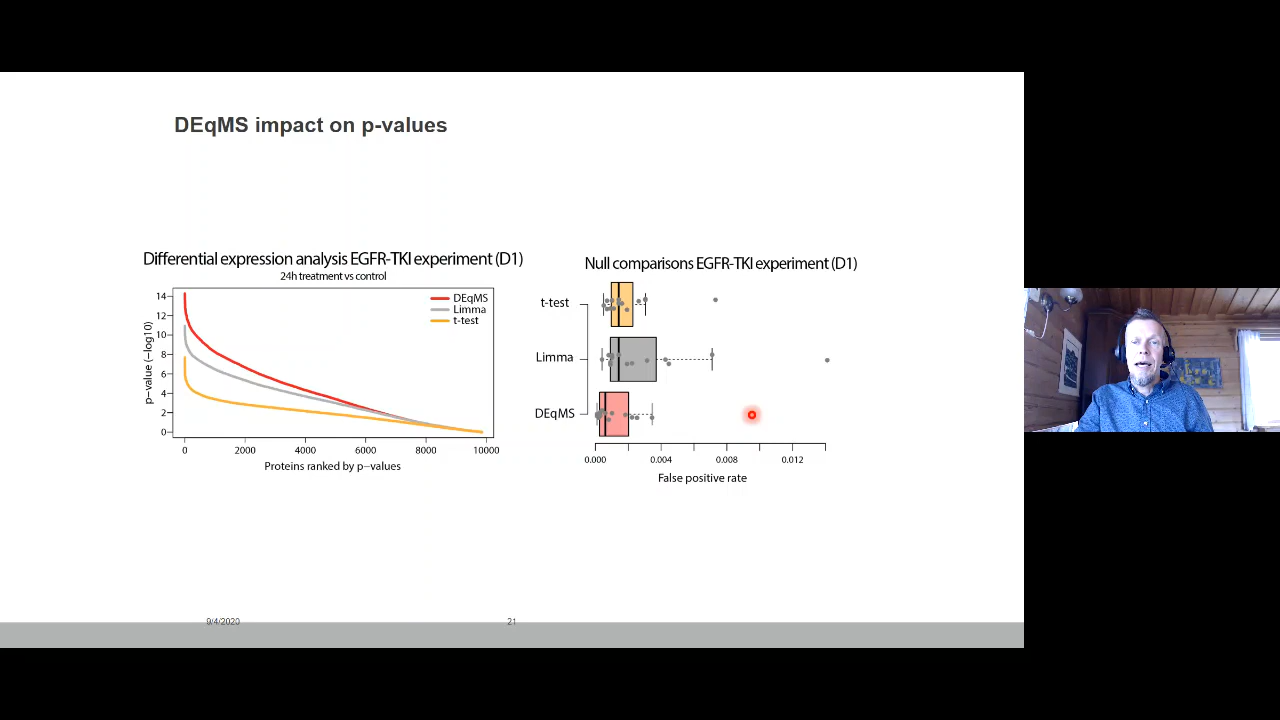 DEqMS impact on p-values
Differential expression analysis EGFR-TKI experiment (D1)
24h treatment vs control
DEqMS
Limma
t-test
p-value (-log10)
14
12
10
8
6
4
2
0
0 2000 4000 6000 8000 10000
Proteins ranked by p-values
Null comparisons EGFR-TKI experiment (D1)
t-test
Limma
DEqMS
0.000 0.004 0.008 0.012
False positive rate
9/4/2020
21